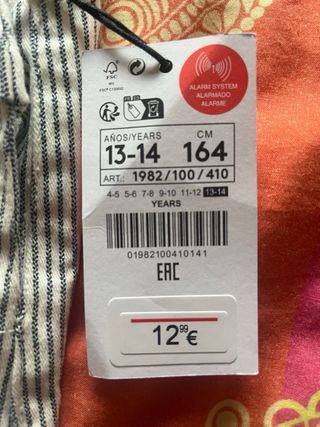 FSC
ALARM SYSTEM
ALARMADO
ALARME
AÑOS/YEARS CM
13-14 164
ART.: 1982/100/410
4-5 5-6 7-8 9-10 11-12 13-14
YEARS
01982100410141
EAC
12,99€